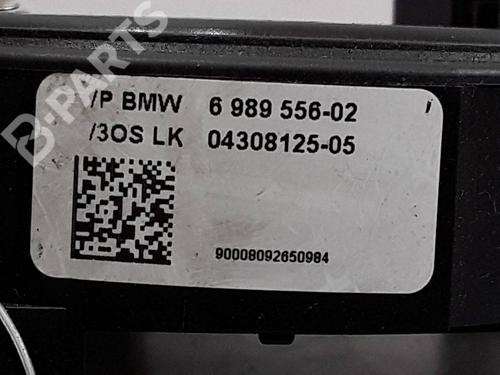 /P BMW 6 989 556-02
/3OS LK 04308125-05
90008092650984
B-PARTS